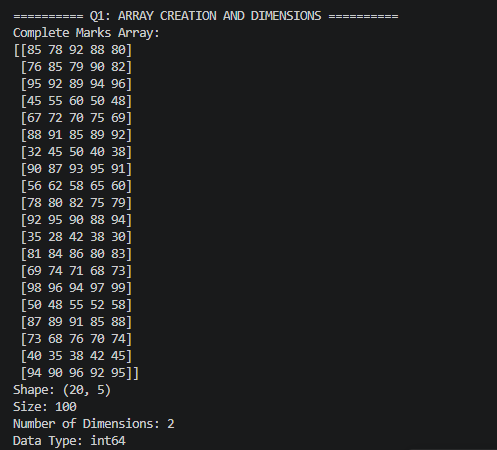 ========== Q1: ARRAY CREATION AND DIMENSIONS ==========
Complete Marks Array:
[[85 78 92 88 80]
 [76 85 79 90 82]
 [95 92 89 94 96]
 [45 55 60 50 48]
 [67 72 70 75 69]
 [88 91 85 89 92]
 [32 45 50 40 38]
 [90 87 93 95 91]
 [56 62 58 65 60]
 [78 80 82 75 79]
 [92 95 90 88 94]
 [35 28 42 38 30]
 [81 84 86 80 83]
 [69 74 71 68 73]
 [98 96 94 97 99]
 [50 48 55 52 58]
 [87 89 91 85 88]
 [73 68 76 70 74]
 [40 35 38 42 45]
 [94 90 96 92 95]]
Shape: (20, 5)
Size: 100
Number of Dimensions: 2
Data Type: int64